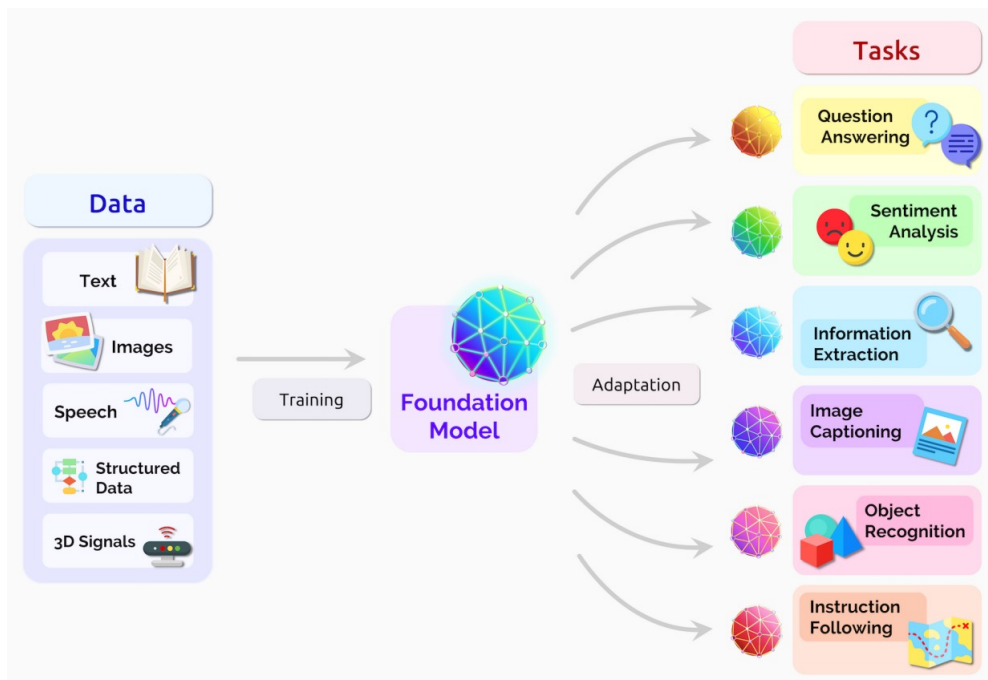 Data
Text
Images
Speech
Structured
Data
3D Signals
Training
Foundation
Model
Adaptation
Tasks
Question
Answering
Sentiment
Analysis
Information
Extraction
Image
Captioning
Object
Recognition
Instruction
Following